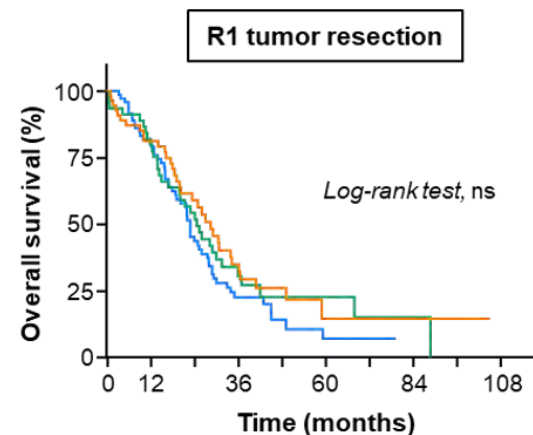 R1 tumor resection
100
75
50
25
0
Overall survival (%)
Log-rank test, ns
0 12 36 60 84 108
Time (months)